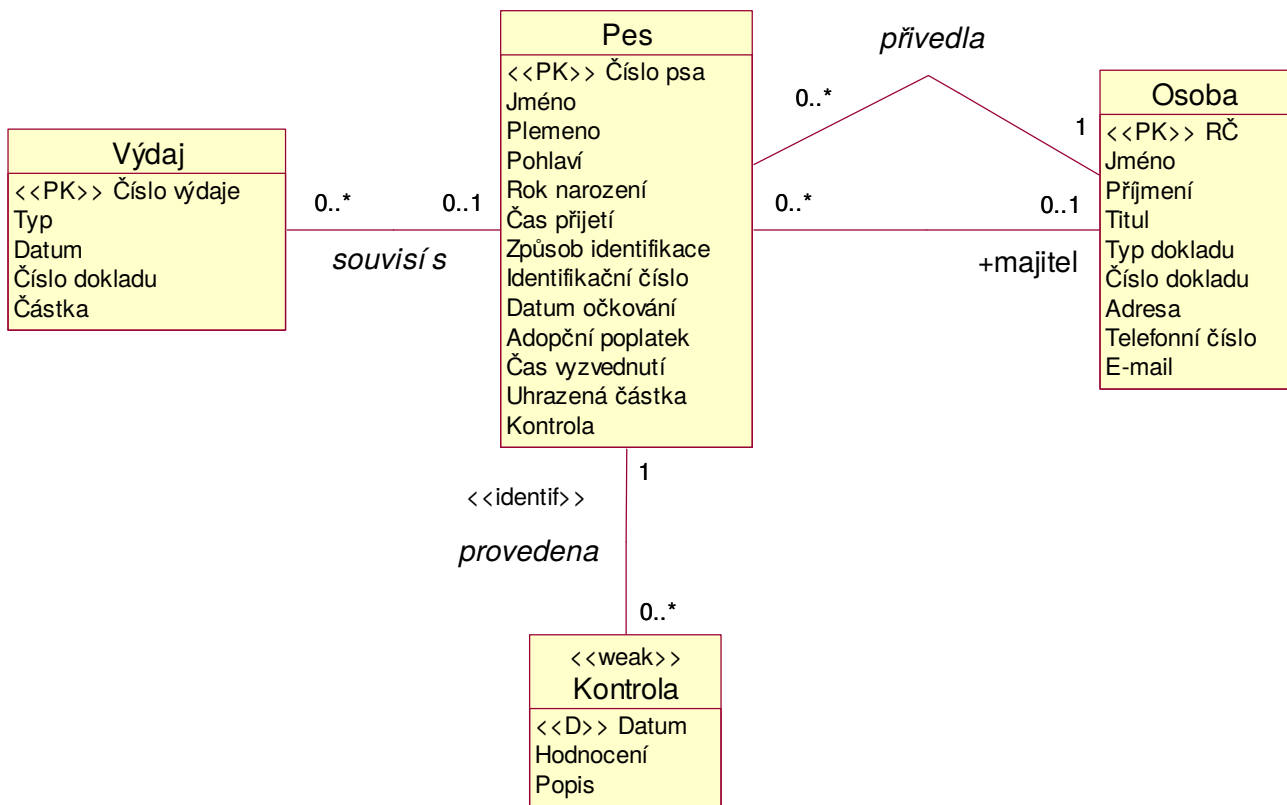 Pes
<<PK>> Číslo psa
Jméno
Plemeno
Pohlaví
Rok narození
Čas přijetí
Způsob identifikace
Identifikační číslo
Datum očkování
Adopční poplatek
Čas vyzvednutí
Uhrazená částka
Kontrola
přivedla
0..*
1
Osoba
<<PK>> RČ
Jméno
Příjmení
Titul
Typ dokladu
Číslo dokladu
Adresa
Telefonní číslo
E-mail
0..*
0..1
+majitel
Výdaj
<<PK>> Číslo výdaje
Typ
Datum
Číslo dokladu
Částka
0..*
0..1
souvisí s
1
<<identif>>
provedena
0..*
<<weak>>
Kontrola
<<D>> Datum
Hodnocení
Popis